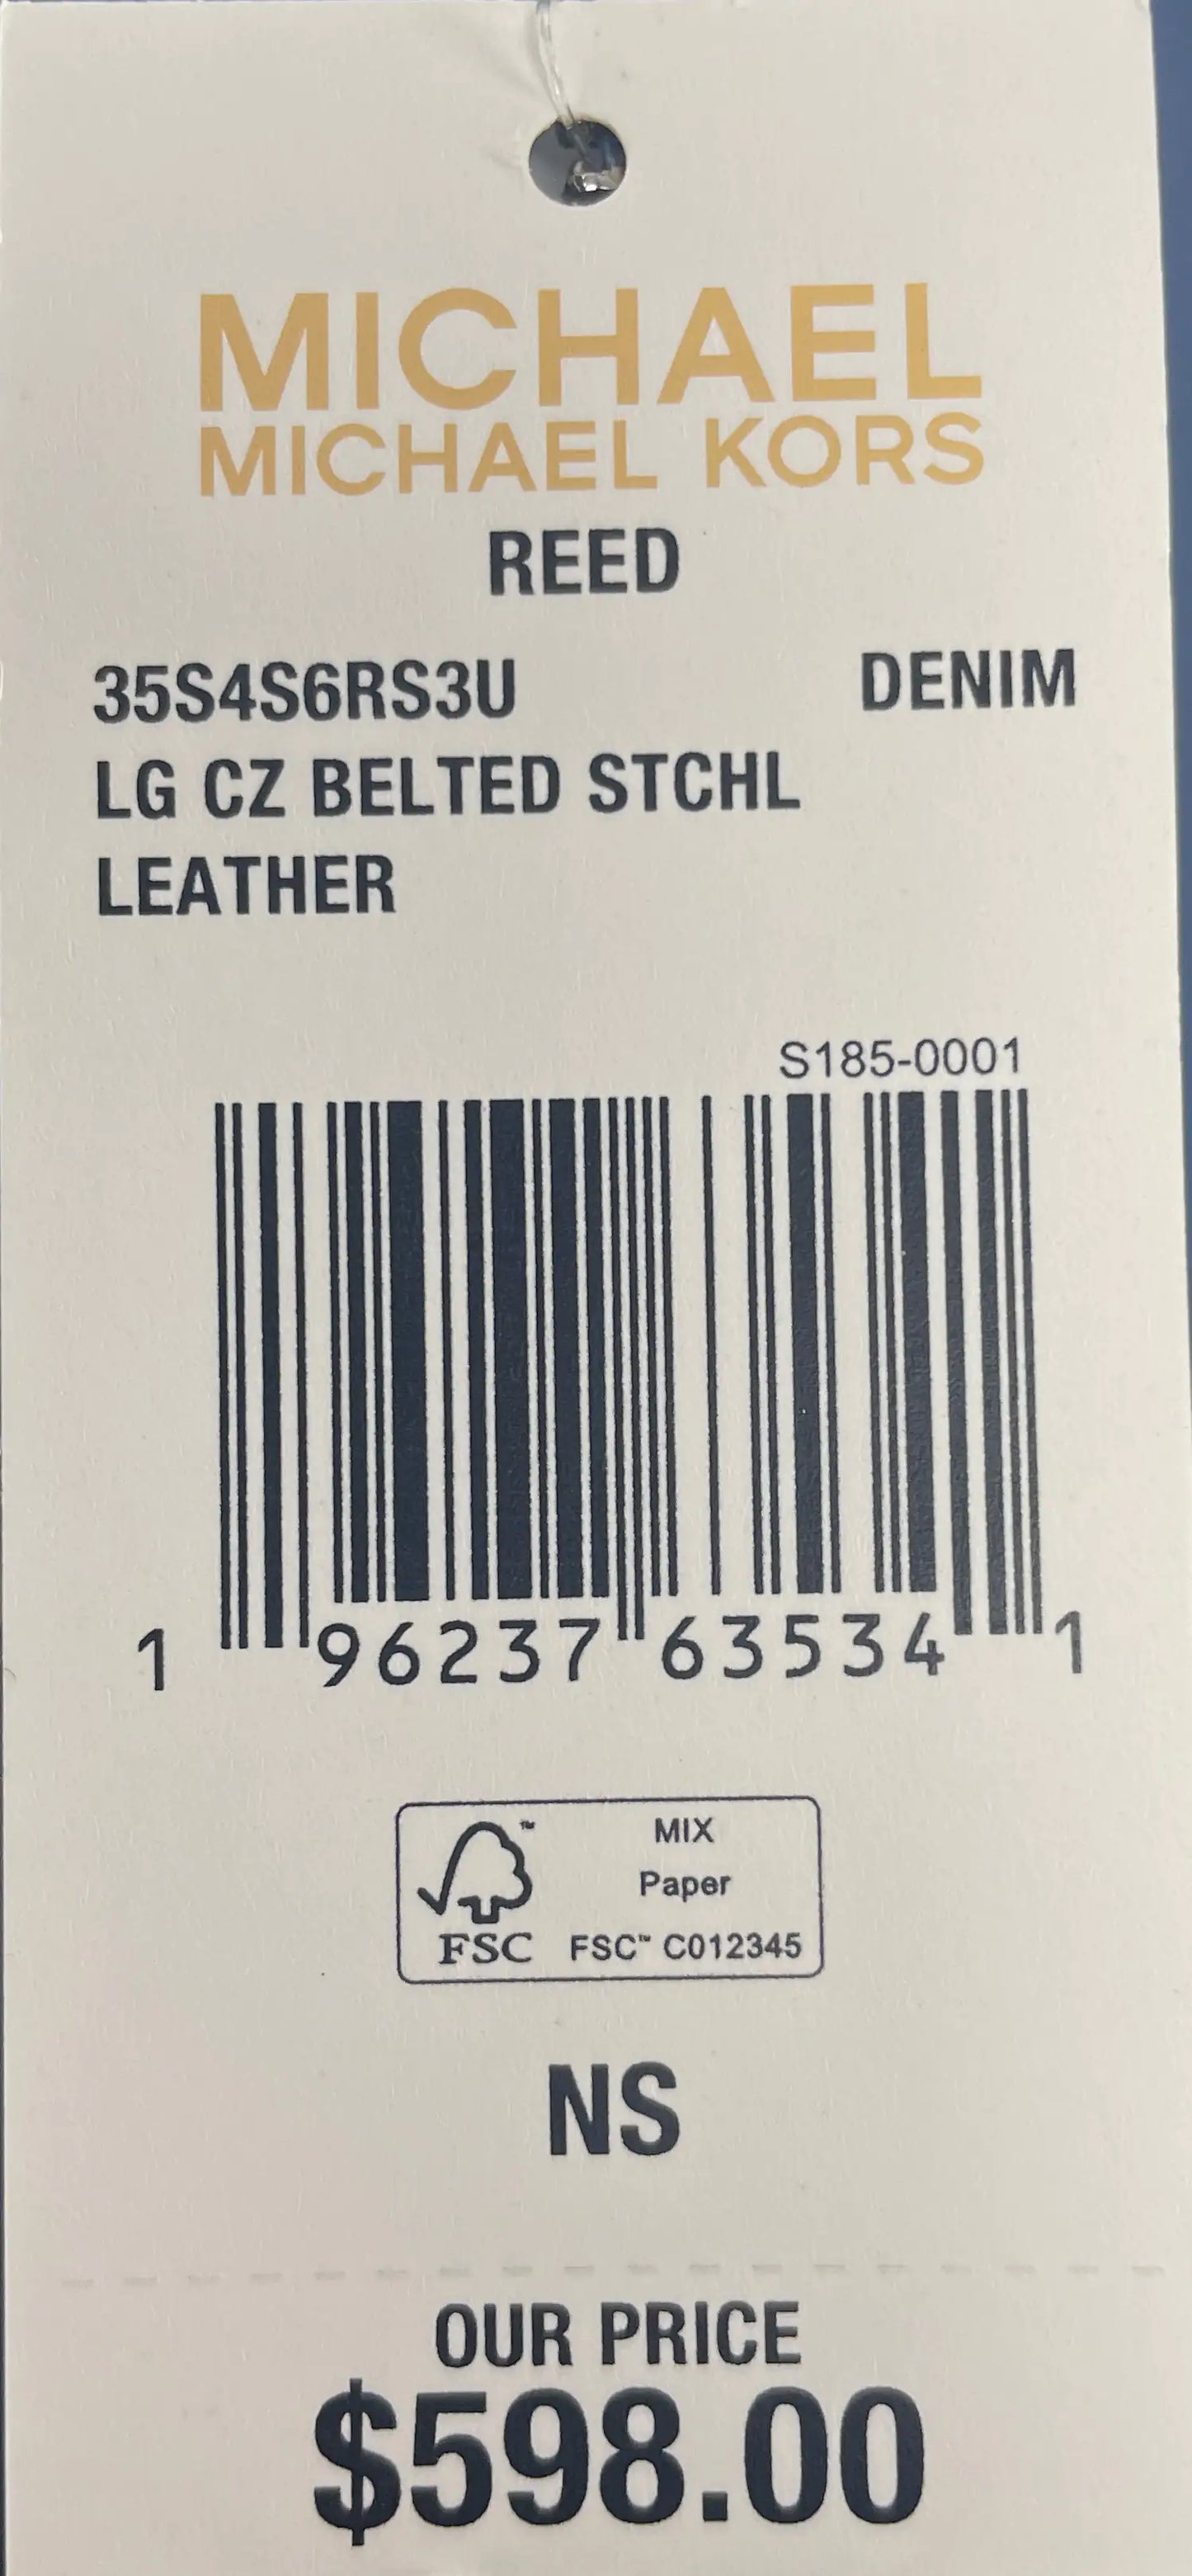 MICHAEL
MICHAEL KORS
REED
35S4S6RS3U DENIM
LG CZ BELTED STCHL
LEATHER
S185-0001
1 96237 63534 1
MIX
Paper
FSC FSC™ C012345
NS
OUR PRICE
$598.00